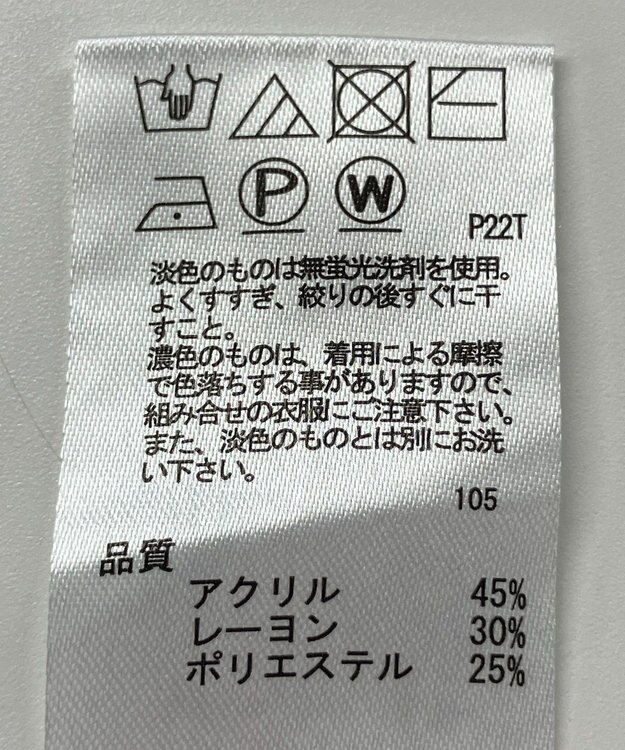 P W P22T
淡色のものは無蛍光洗剤を使用。
よくすすぎ、絞りの後すぐに干
すこと。
濃色のものは、着用による摩擦
で色落ちする事がありますので、
組み合せの衣服にご注意下さい。
また、淡色のものとは別にお洗
い下さい。
105
品質
アクリル 45%
レーヨン 30%
ポリエステル 25%